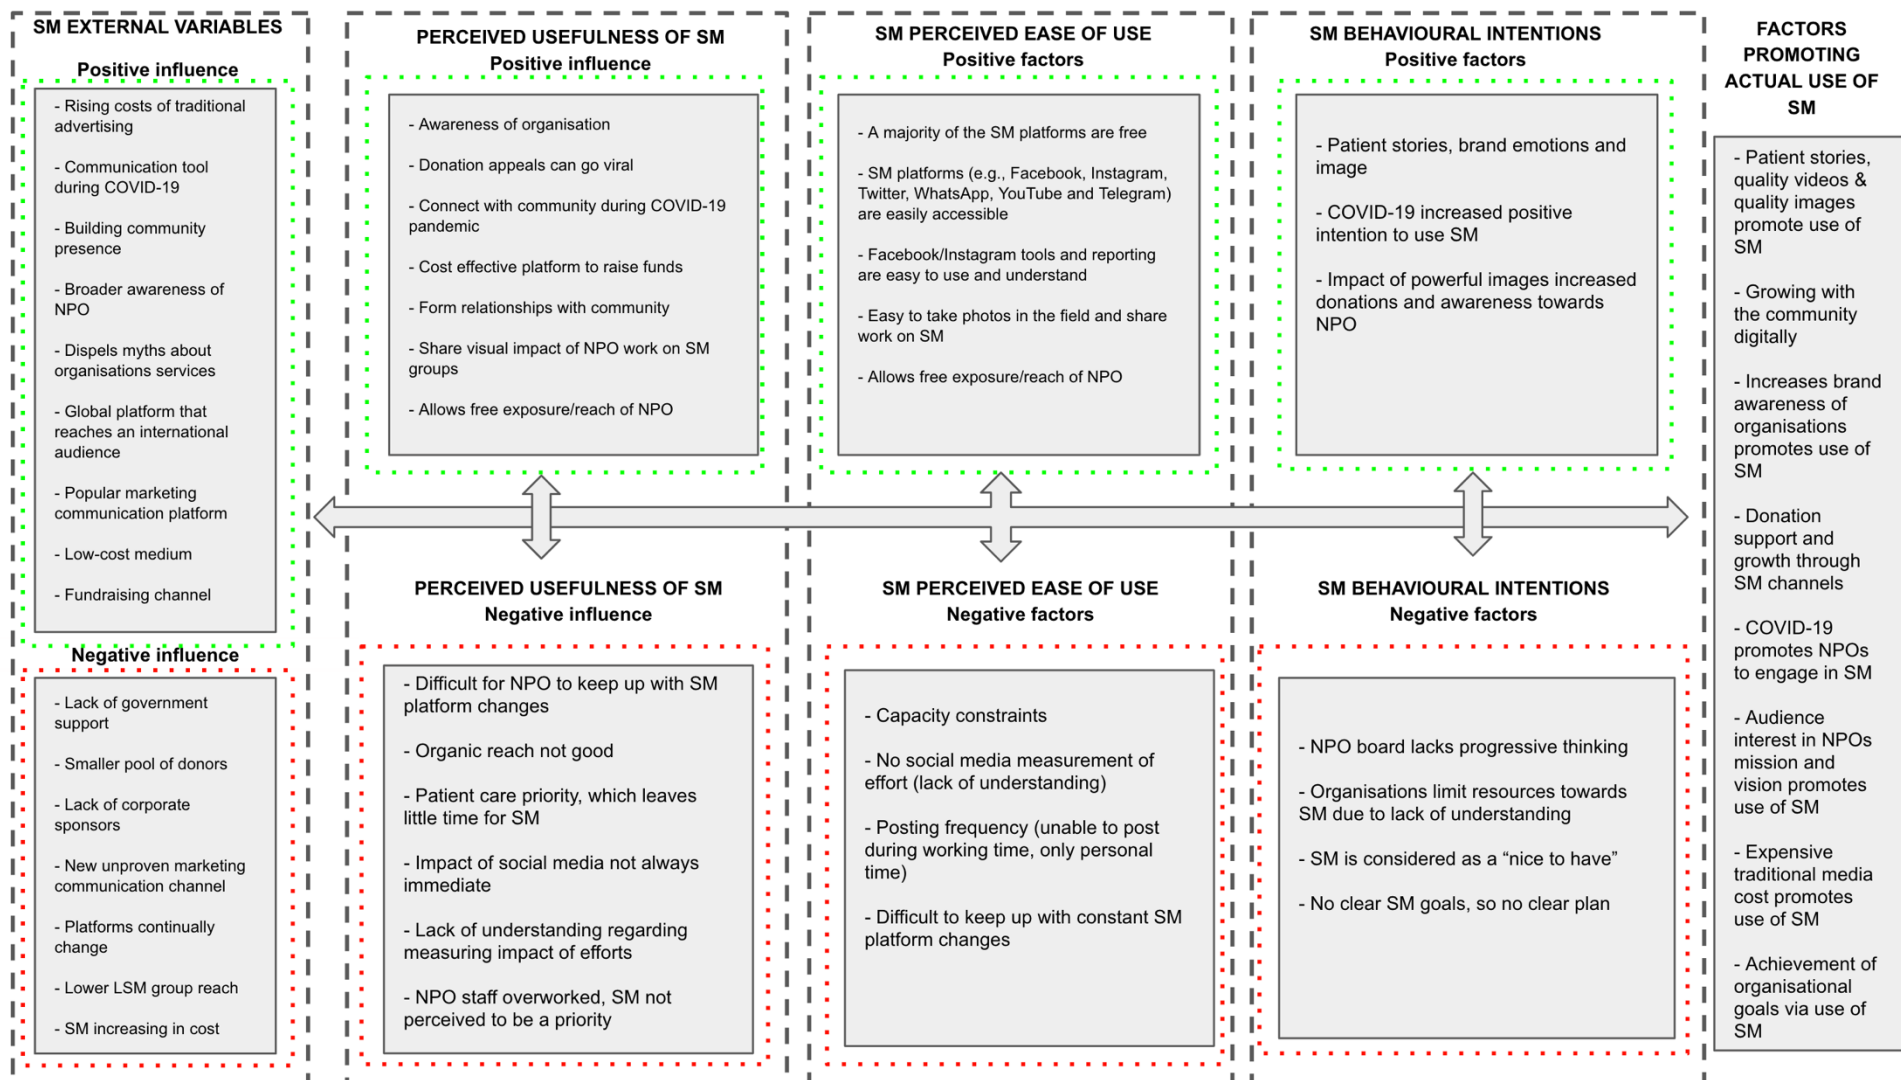 SM EXTERNAL VARIABLES
Positive influence
- Rising costs of traditional
advertising
- Communication tool
during COVID-19
- Building community
presence
- Broader awareness of
NPO
- Dispels myths about
organisations services
- Global platform that
reaches an international
audience
- Popular marketing
communication platform
- Low-cost medium
- Fundraising channel
Negative influence
- Lack of government
support
- Smaller pool of donors
- Lack of corporate
sponsors
- New unproven marketing
communication channel
- Platforms continually
change
- Lower LSM group reach
- SM increasing in cost
PERCEIVED USEFULNESS OF SM
Positive influence
- Awareness of organisation
- Donation appeals can go viral
- Connect with community during COVID-19
pandemic
- Cost effective platform to raise funds
- Form relationships with community
- Share visual impact of NPO work on SM
groups
- Allows free exposure/reach of NPO
PERCEIVED USEFULNESS OF SM
Negative influence
- Difficult for NPO to keep up with SM
platform changes
- Organic reach not good
- Patient care priority, which leaves
little time for SM
- Impact of social media not always
immediate
- Lack of understanding regarding
measuring impact of efforts
- NPO staff overworked, SM not
perceived to be a priority
SM PERCEIVED EASE OF USE
Positive factors
- A majority of the SM platforms are free
- SM platforms (e.g., Facebook, Instagram,
Twitter, WhatsApp, YouTube and Telegram)
are easily accessible
- Facebook/Instagram tools and reporting
are easy to use and understand
- Easy to take photos in the field and share
work on SM
- Allows free exposure/reach of NPO
SM PERCEIVED EASE OF USE
Negative factors
- Capacity constraints
- No social media measurement of
effort (lack of understanding)
- Posting frequency (unable to post
during working time, only personal
time)
- Difficult to keep up with constant SM
platform changes
SM BEHAVIOURAL INTENTIONS
Positive factors
- Patient stories, brand emotions and
image
- COVID-19 increased positive
intention to use SM
- Impact of powerful images increased
donations and awareness towards
NPO
SM BEHAVIOURAL INTENTIONS
Negative factors
- NPO board lacks progressive thinking
- Organisations limit resources towards
SM due to lack of understanding
- SM is considered as a “nice to have”
- No clear SM goals, so no clear plan
FACTORS
PROMOTING
ACTUAL USE OF
SM
- Patient stories,
quality videos &
quality images
promote use of
SM
- Growing with
the community
digitally
- Increases brand
awareness of
organisations
promotes use of
SM
- Donation
support and
growth through
SM channels
- COVID-19
promotes NPOs
to engage in SM
- Audience
interest in NPOs
mission and
vision promotes
use of SM
- Expensive
traditional media
cost promotes
use of SM
- Achievement of
organisational
goals via use of
SM